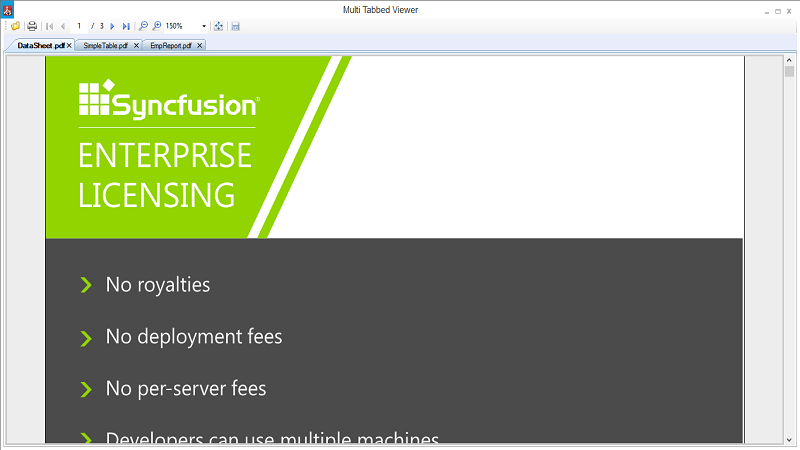 Multi Tabbed Viewer
1 / 3 150%
DataSheet.pdf SimpleTable.pdf EmpReport.pdf
Syncfusion®
ENTERPRISE
LICENSING
No royalties
No deployment fees
No per-server fees
Developers can use multiple machines